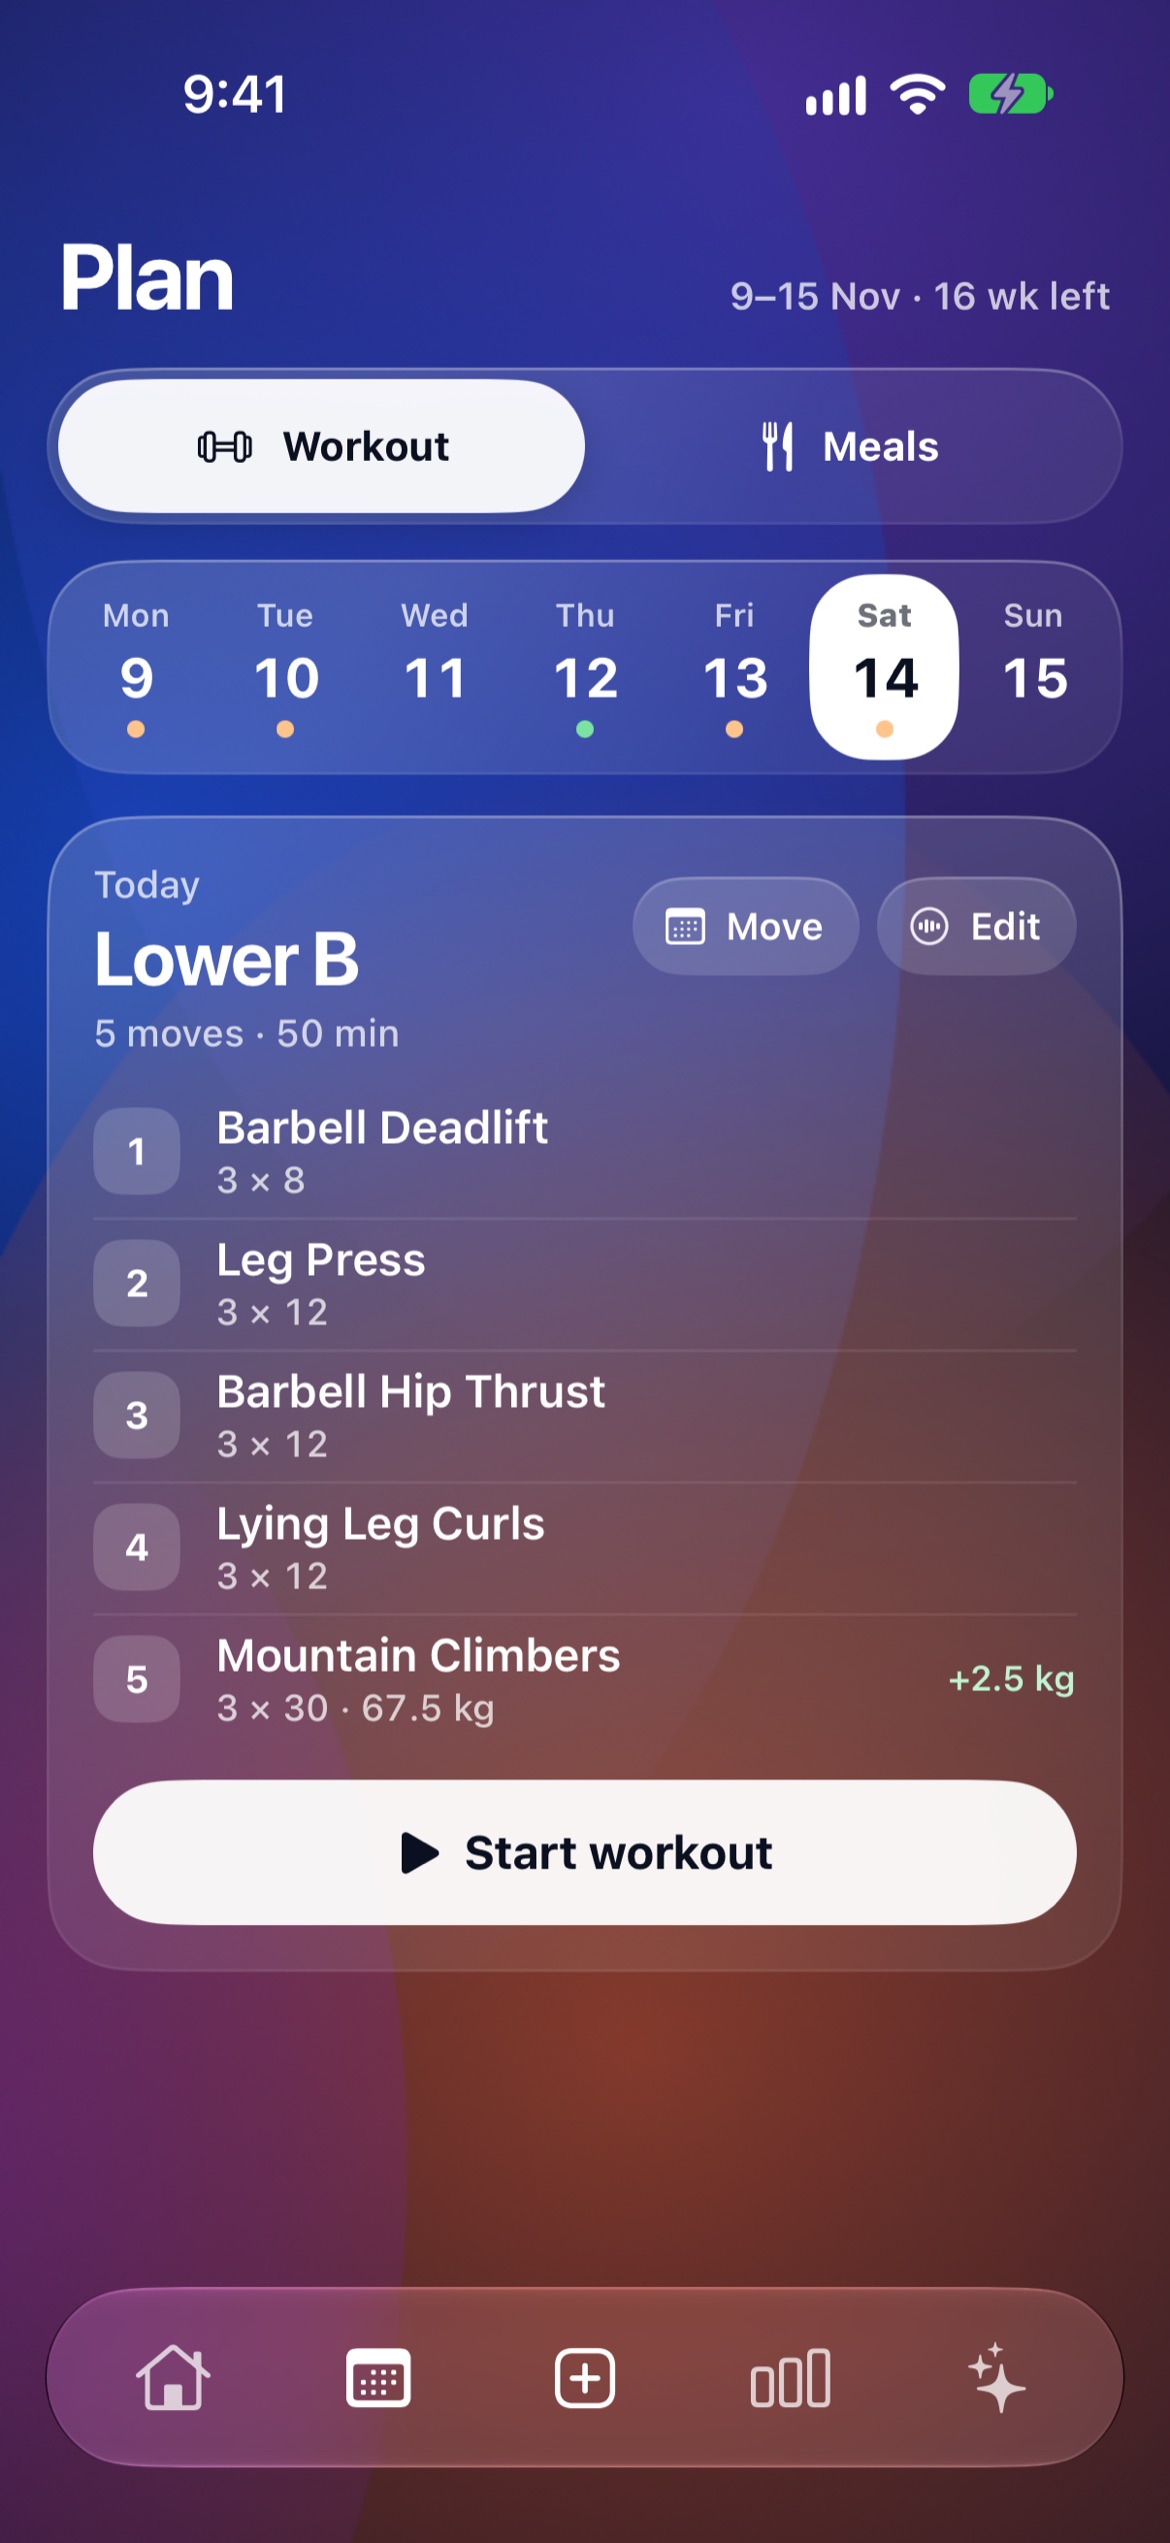 9:41
Plan
9–15 Nov · 16 wk left
Workout
Meals
Mon Tue Wed Thu Fri Sat Sun
9 10 11 12 13 14 15
Today
Lower B
Move
Edit
5 moves · 50 min
1
Barbell Deadlift
3 × 8
2
Leg Press
3 × 12
3
Barbell Hip Thrust
3 × 12
4
Lying Leg Curls
3 × 12
5
Mountain Climbers
3 × 30 · 67.5 kg
+2.5 kg
Start workout